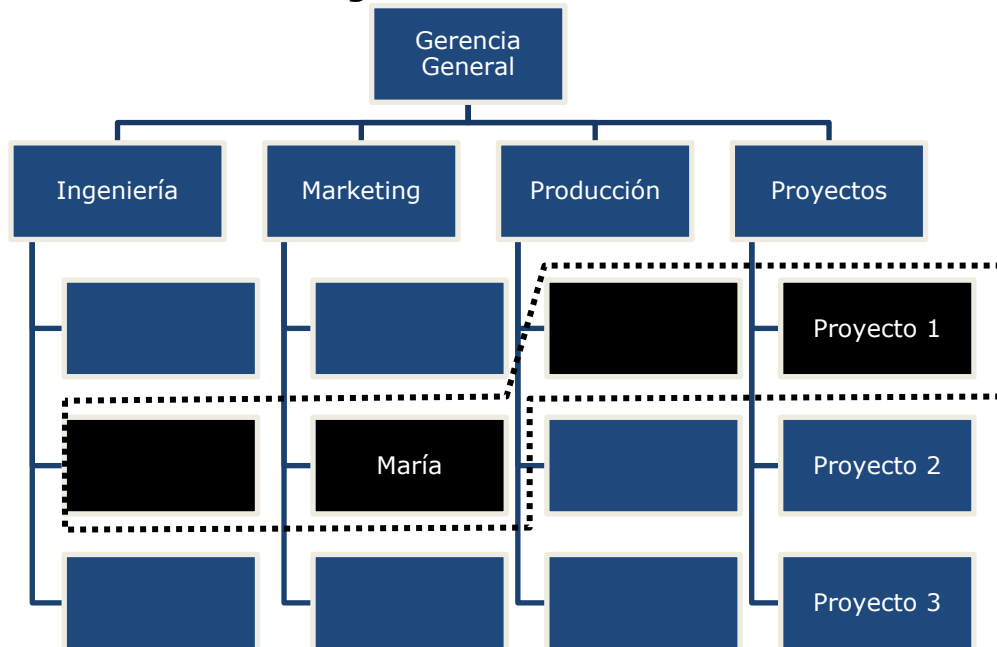 Gerencia
General
Ingeniería
Marketing
Producción
Proyectos
Proyecto 1
María
Proyecto 2
Proyecto 3